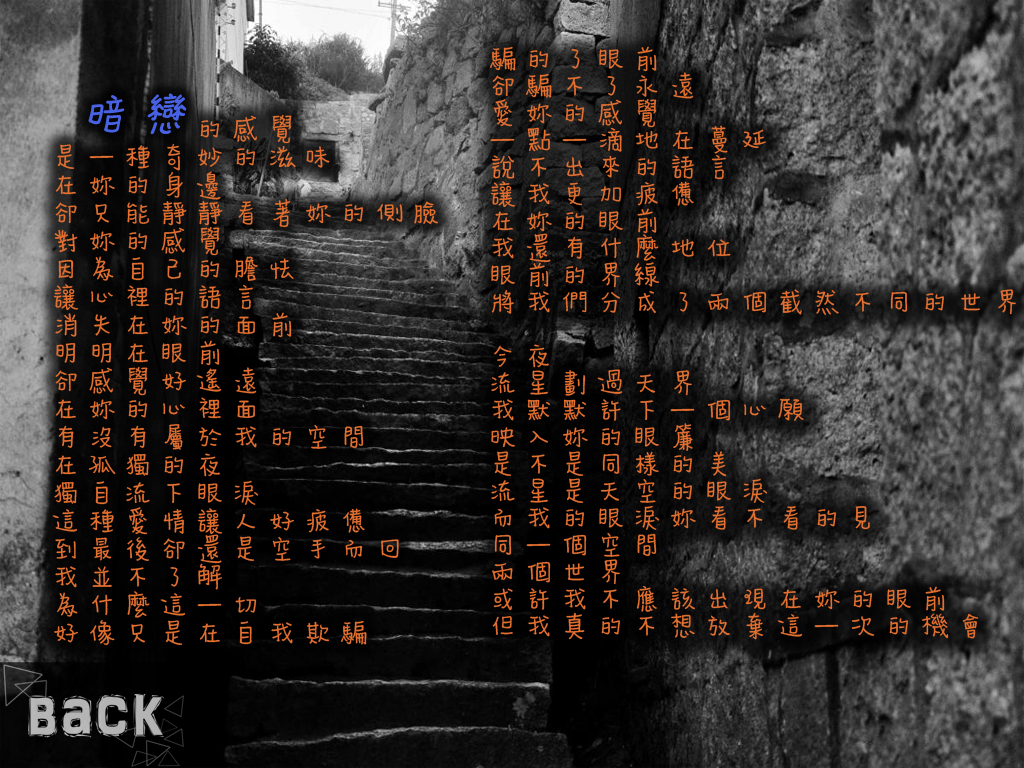 暗戀的感覺
是一種奇妙的滋味
在妳的身邊
卻只能靜靜看著妳的側臉
對妳的感覺
因為自己的膽怯
讓心裡的語言
消失在妳的面前
明明在眼前
卻感覺好遙遠
在妳的心裡面
有沒有屬於我的空間
在孤獨的夜
獨自流下眼淚
這種愛情讓人好疲憊
到最後卻還是空手而回
我並不了解
為什麼這一切
好像只是在自我欺騙
騙的了眼前
卻騙不了永遠
愛妳的感覺
一點一滴地在蔓延
說不出來的語言
讓我更加疲憊
在妳的眼前
我還有什麼地位
眼前的界線
將我們分成了兩個截然不同的世界
今夜
流星劃過天界
我默默許下一個心願
映入妳的眼簾
是不是同樣的美
流星是天空的眼淚
而我的眼淚妳看不看的見
同一個空間
兩個世界
或許我不應該出現在妳的眼前
但我真的不想放棄這一次的機會
BACK